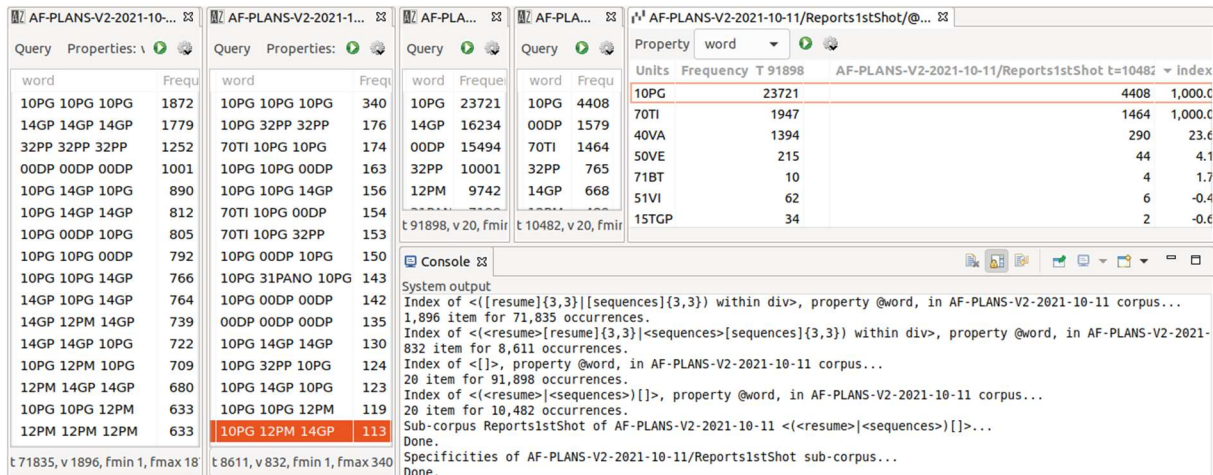 AF-PLANS-V2-2021-10-...
Query Properties:
word Frequ
10PG 10PG 10PG 1872
14GP 14GP 14GP 1779
32PP 32PP 32PP 1252
00DP 00DP 00DP 1001
10PG 14GP 10PG 890
10PG 14GP 14GP 812
10PG 00DP 10PG 805
10PG 10PG 00DP 792
10PG 10PG 14GP 766
14GP 10PG 14GP 764
14GP 12PM 14GP 739
14GP 14GP 10PG 722
10PG 12PM 10PG 709
12PM 14GP 14GP 680
10PG 10PG 12PM 633
12PM 12PM 12PM 633
t 71835, v 1896, fmin 1, fmax 18
AF-PLANS-V2-2021-1...
Query Properties:
word Frequ
10PG 10PG 10PG 340
10PG 32PP 32PP 176
70TI 10PG 10PG 174
10PG 10PG 00DP 163
10PG 10PG 14GP 156
70TI 10PG 00DP 154
70TI 10PG 32PP 153
10PG 00DP 10PG 150
10PG 31PANO 10PG 143
10PG 00DP 00DP 142
00DP 00DP 00DP 135
10PG 14GP 14GP 130
10PG 32PP 10PG 124
10PG 14GP 10PG 123
10PG 10PG 12PM 119
10PG 12PM 14GP 113
t 8611, v 832, fmin 1, fmax 340
AF-PLA...
Query
word Freque
10PG 23721
14GP 16234
00DP 15494
32PP 10001
12PM 9742
t 91898, v 20, fmir
AF-PLA...
Query
word Frequ
10PG 4408
00DP 1579
70TI 1464
32PP 765
14GP 668
t 10482, v 20, fmir
AF-PLANS-V2-2021-10-11/Reports1stShot/@...
Property word
Units Frequency T 91898 AF-PLANS-V2-2021-10-11/Reports1stShot t=10482 index
10PG 23721 4408 1,000.0
70TI 1947 1464 1,000.0
40VA 1394 290 23.6
50VE 215 44 4.1
71BT 10 4 1.7
51VI 62 6 -0.4
15TGP 34 2 -0.6
Console
System output
Index of <([resume]{3,3}|[sequences]{3,3}) within div>, property @word, in AF-PLANS-V2-2021-10-11 corpus...
1,896 item for 71,835 occurrences.
Index of <(<resume>[resume]{3,3}|<sequences>[sequences]{3,3}) within div>, property @word, in AF-PLANS-V2-2021-
832 item for 8,611 occurrences.
Index of <[]>, property @word, in AF-PLANS-V2-2021-10-11 corpus...
20 item for 91,898 occurrences.
Index of <(<resume>|<sequences>)[]>, property @word, in AF-PLANS-V2-2021-10-11 corpus...
20 item for 10,482 occurrences.
Sub-corpus Reports1stShot of AF-PLANS-V2-2021-10-11 <(<resume>|<sequences>)[]>...
Done.
Specificities of AF-PLANS-V2-2021-10-11/Reports1stShot sub-corpus...
Done.